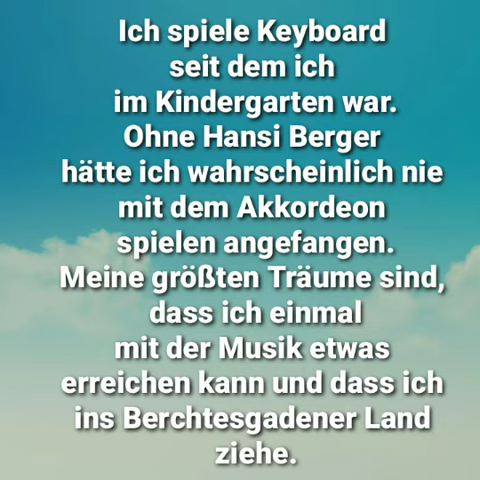 Ich spiele Keyboard
seit dem ich
im Kindergarten war.
Ohne Hansi Berger
hätte ich wahrscheinlich nie
mit dem Akkordeon
spielen angefangen.
Meine größten Träume sind,
dass ich einmal
mit der Musik etwas
erreichen kann und dass ich
ins Berchtesgadener Land
ziehe.